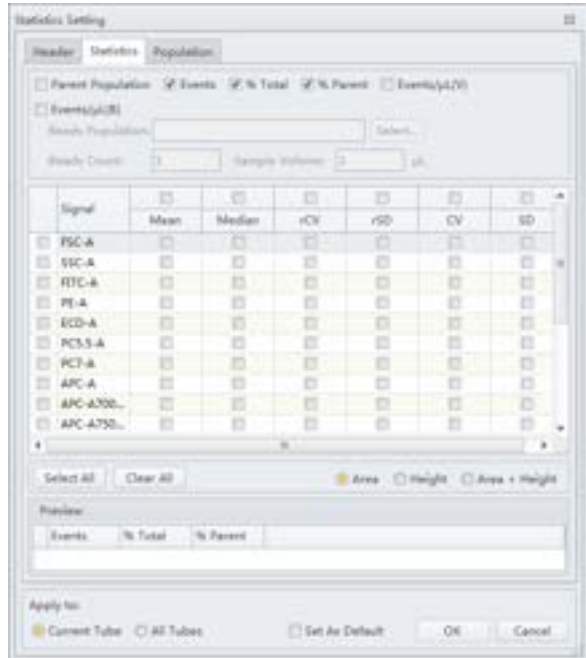 Statistics Setting
Header Statistics Population
Parent Population Events % Total % Parent Events/μL(V)
Events/μL(B)
Beads Population: Select...
Beads Count: Sample Volume: μL
Signal Mean Median rCV rSD CV SD
FSC-A
SSC-A
FITC-A
PE-A
ECD-A
PC5.5-A
PC7-A
APC-A
APC-A700...
APC-A750...
Select All Clear All Area Height Area + Height
Preview
Events % Total % Parent
Apply to:
Current Tube All Tubes Set As Default OK Cancel